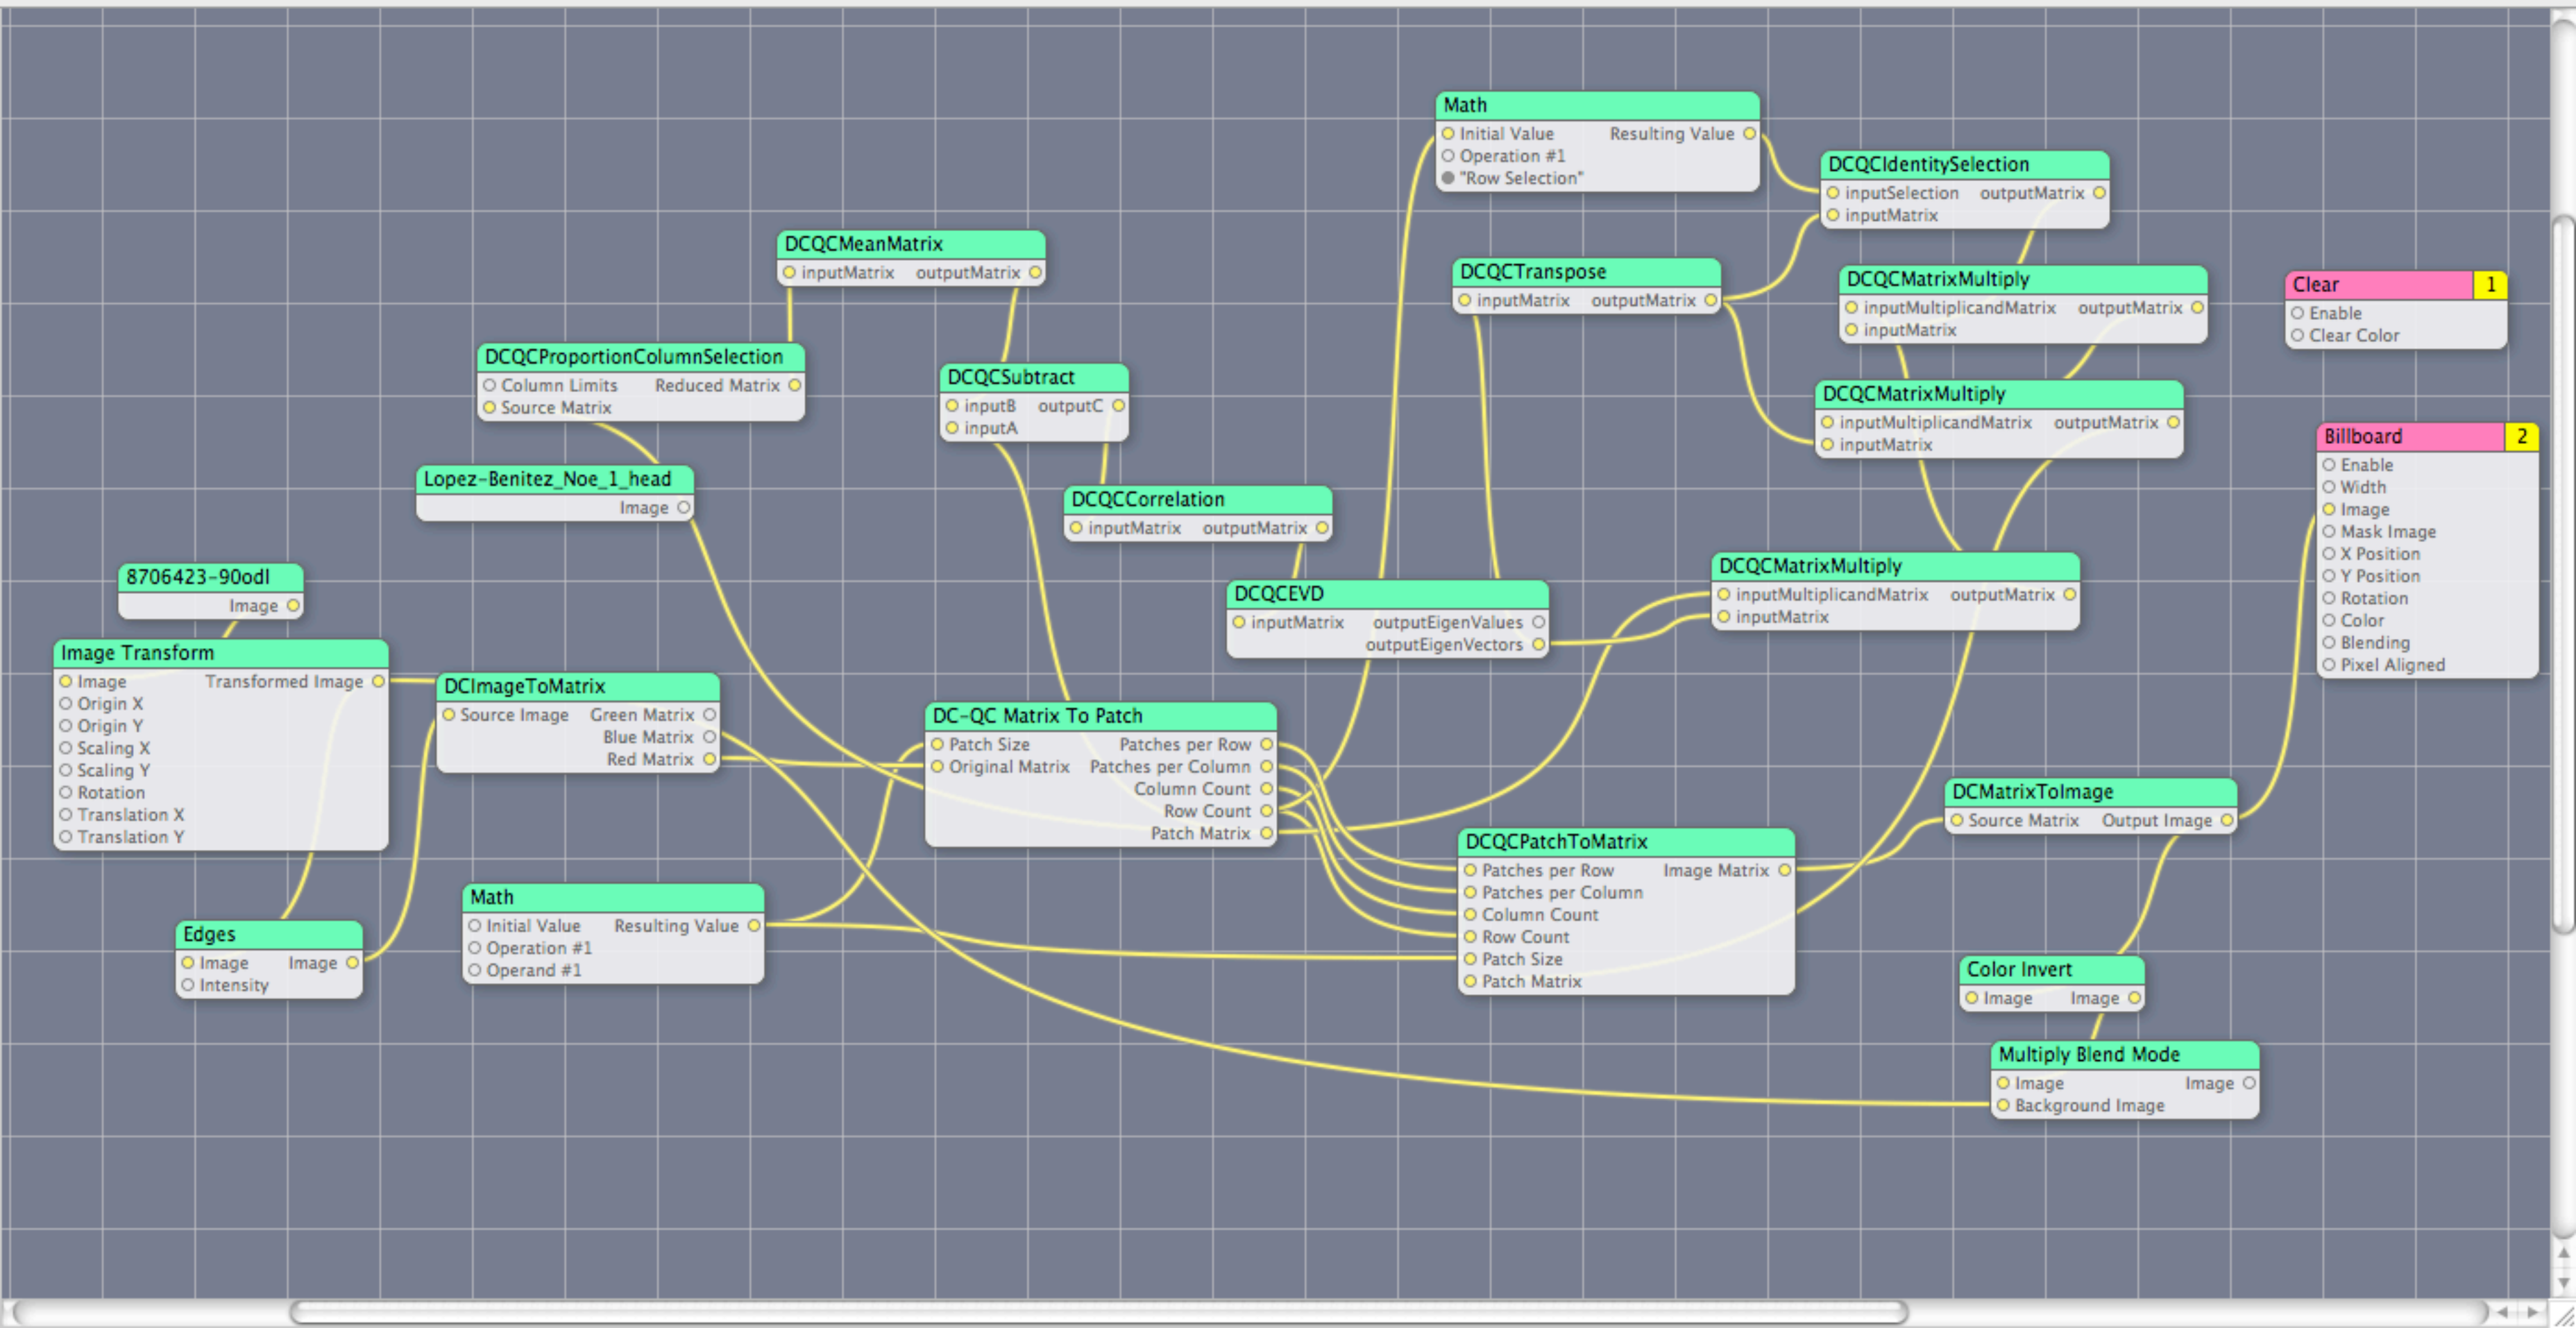 Math
Initial Value Resulting Value
Operation #1
"Row Selection"
DCQCIdentitySelection
inputSelection outputMatrix
inputMatrix
DCQCMeanMatrix
inputMatrix outputMatrix
DCQCTranspose
inputMatrix outputMatrix
DCQCMatrixMultiply
inputMultiplicandMatrix outputMatrix
inputMatrix
Clear 1
Enable
Clear Color
DCQCProportionColumnSelection
Column Limits Reduced Matrix
Source Matrix
DCQCSubtract
inputB outputC
inputA
DCQCMatrixMultiply
inputMultiplicandMatrix outputMatrix
inputMatrix
Billboard 2
Enable
Width
Image
Mask Image
X Position
Y Position
Rotation
Color
Blending
Pixel Aligned
Lopez-Benitez_Noe_1_head
Image
DCQCCorrelation
inputMatrix outputMatrix
8706423-90odl
Image
DCQCEVD
inputMatrix outputEigenValues
outputEigenVectors
DCQCMatrixMultiply
inputMultiplicandMatrix outputMatrix
inputMatrix
Image Transform
Image Transformed Image
Origin X
Origin Y
Scaling X
Scaling Y
Rotation
Translation X
Translation Y
DCImageToMatrix
Source Image Green Matrix
Blue Matrix
Red Matrix
DC-QC Matrix To Patch
Patch Size Patches per Row
Original Matrix Patches per Column
Column Count
Row Count
Patch Matrix
DCMatrixToImage
Source Matrix Output Image
DCQCPatchToMatrix
Patches per Row Image Matrix
Patches per Column
Column Count
Row Count
Patch Size
Patch Matrix
Math
Initial Value Resulting Value
Operation #1
Operand #1
Edges
Image Image
Intensity
Color Invert
Image Image
Multiply Blend Mode
Image Image
Background Image